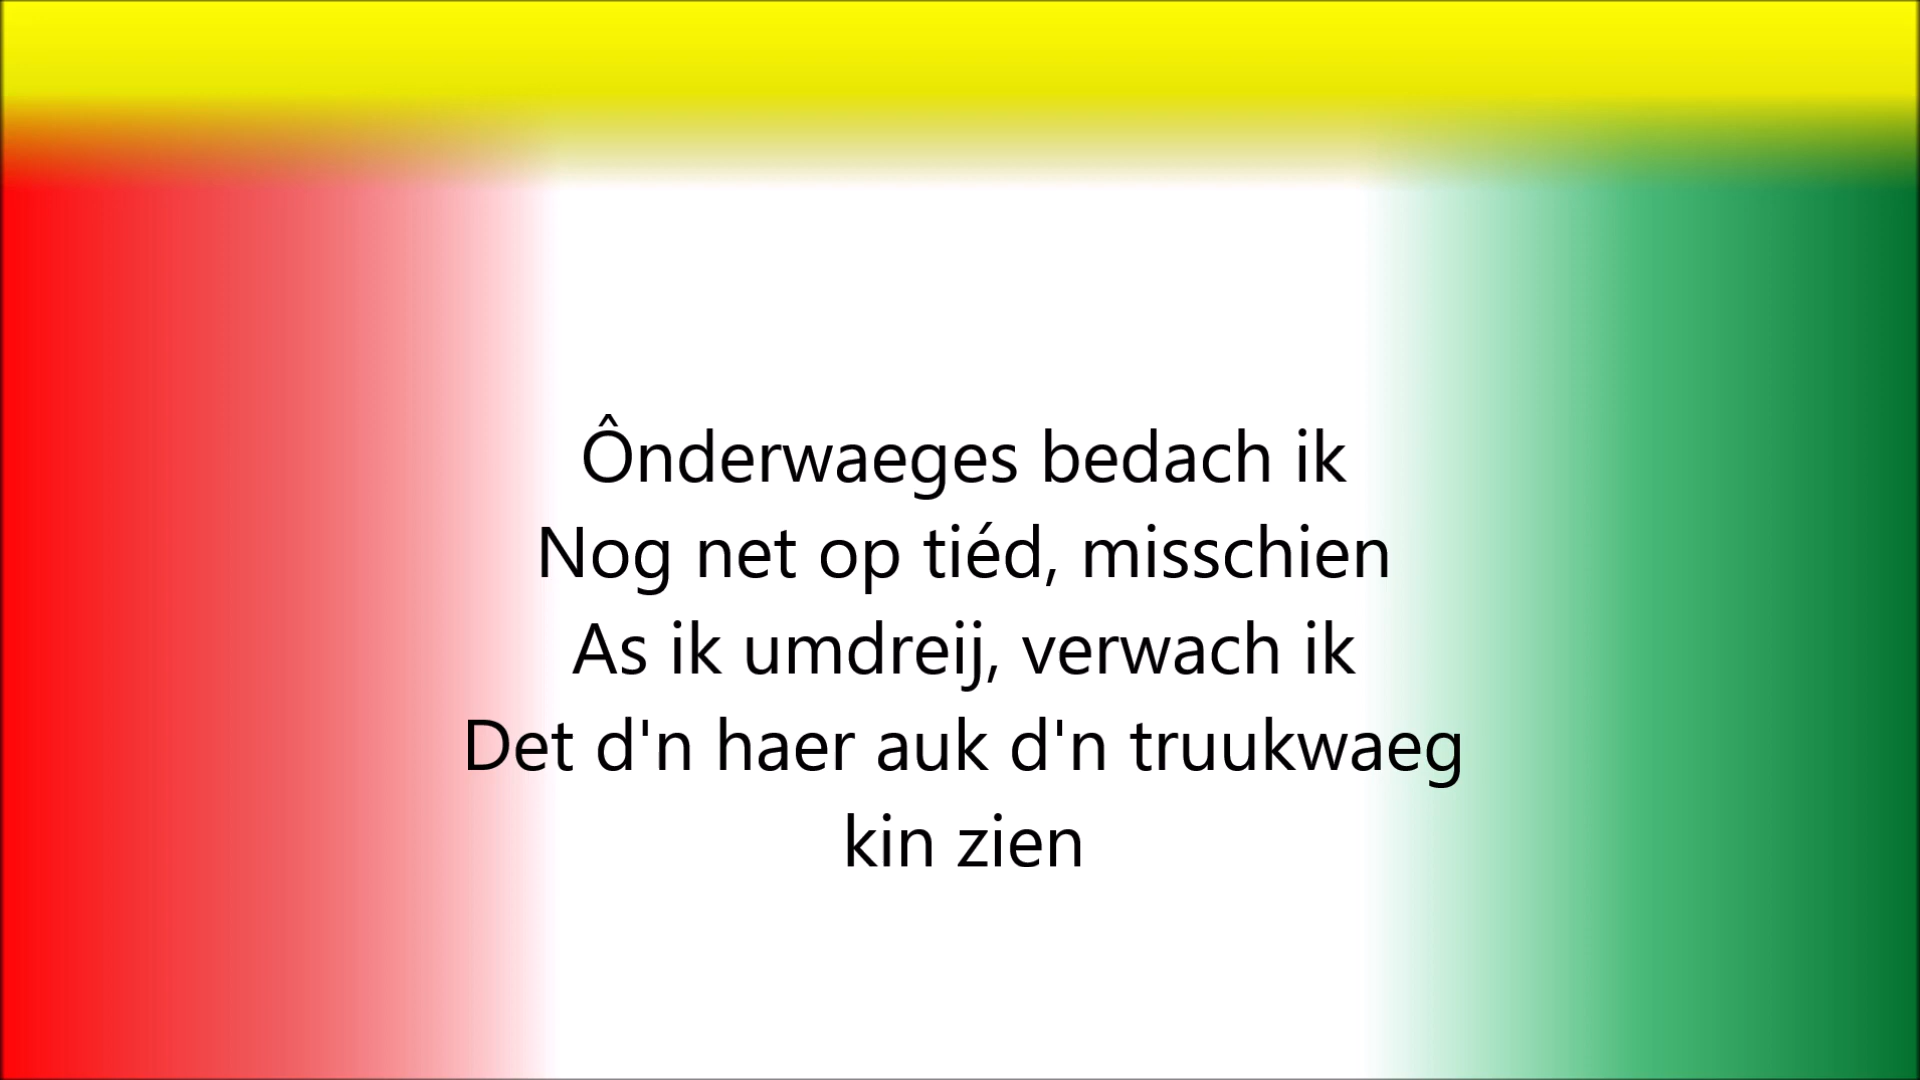 Ônderwaeges bedach ik
Nog net op tiéd, misschien
As ik umdreij, verwach ik
Det d'n haer auk d'n truukwaeg
kin zien